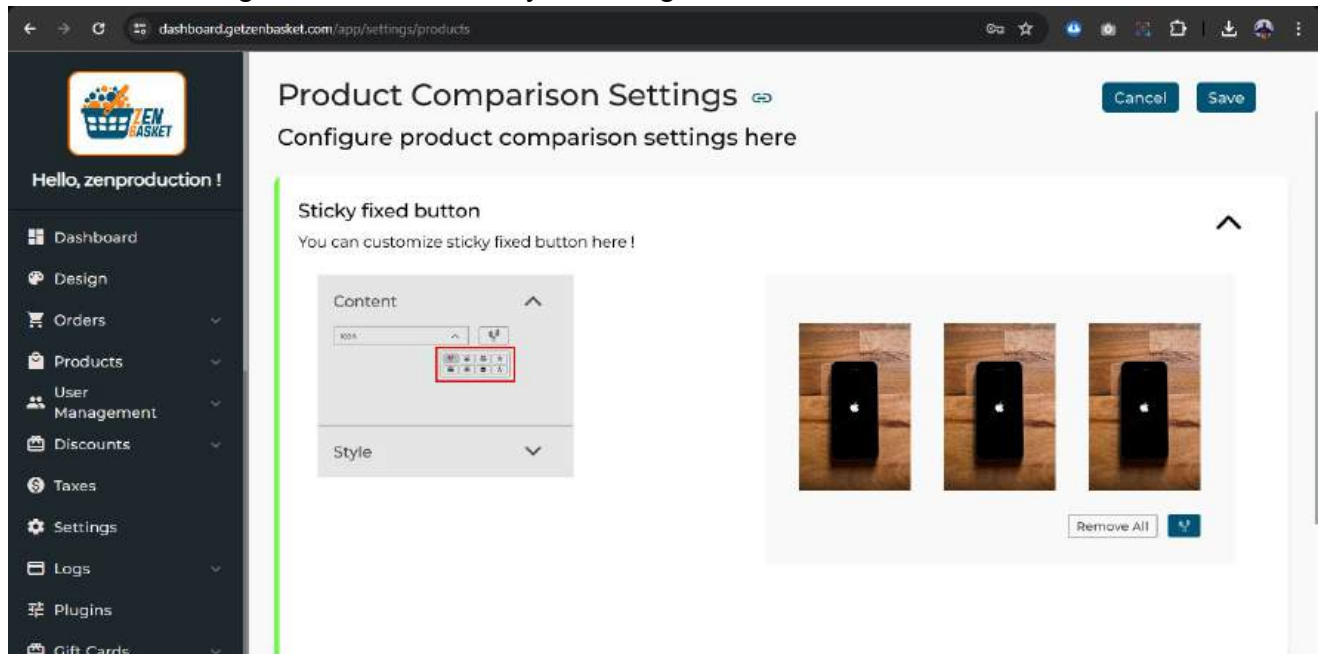 dashboard.getzenbasket.com/app/settings/products
ZEN
BASKET
Hello, zenproduction !
Dashboard
Design
Orders
Products
User
Management
Discounts
Taxes
Settings
Logs
Plugins
Gift Cards
Product Comparison Settings
Cancel
Save
Configure product comparison settings here
Sticky fixed button
You can customize sticky fixed button here !
Content
Icon
Style
Remove All